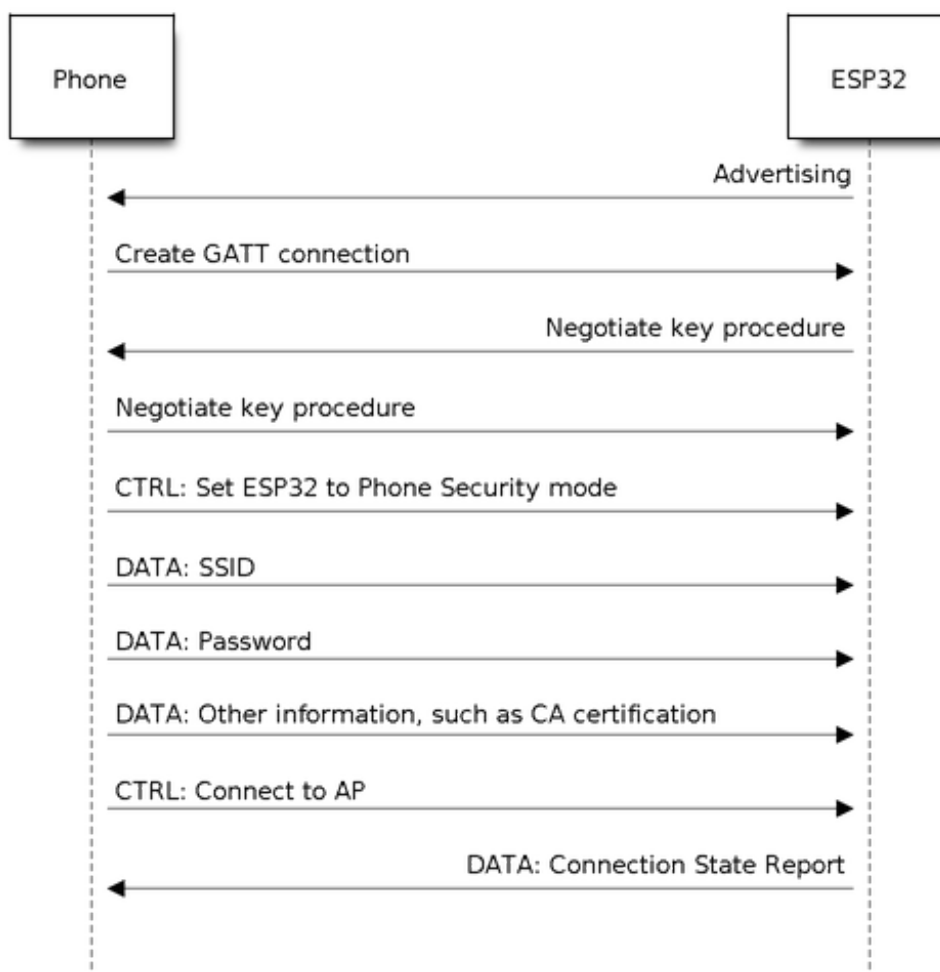 Phone
ESP32
Advertising
Create GATT connection
Negotiate key procedure
Negotiate key procedure
CTRL: Set ESP32 to Phone Security mode
DATA: SSID
DATA: Password
DATA: Other information, such as CA certification
CTRL: Connect to AP
DATA: Connection State Report